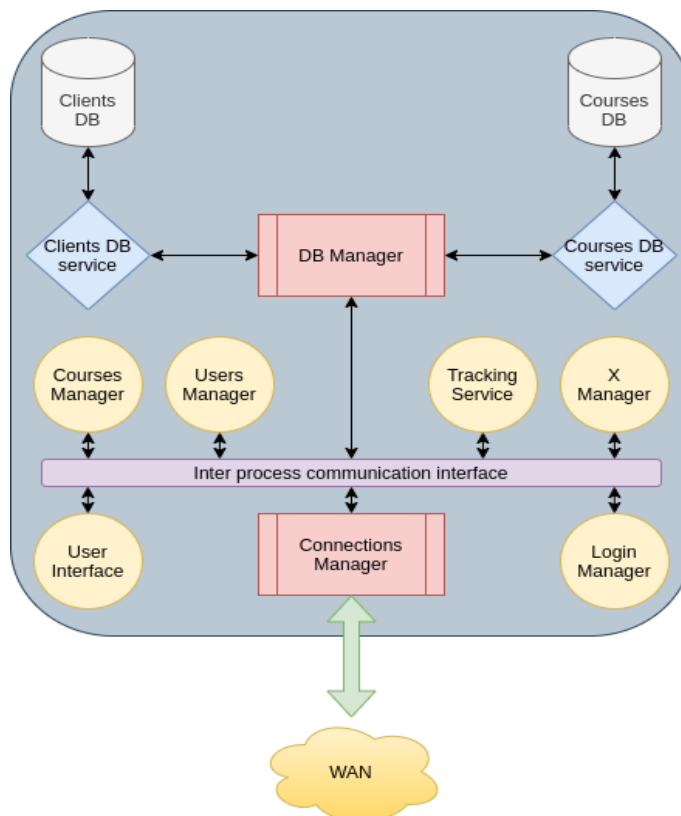 Clients
DB
Courses
DB
Clients DB
service
DB Manager
Courses DB
service
Courses
Manager
Users
Manager
Tracking
Service
X
Manager
Inter process communication interface
User
Interface
Connections
Manager
Login
Manager
WAN